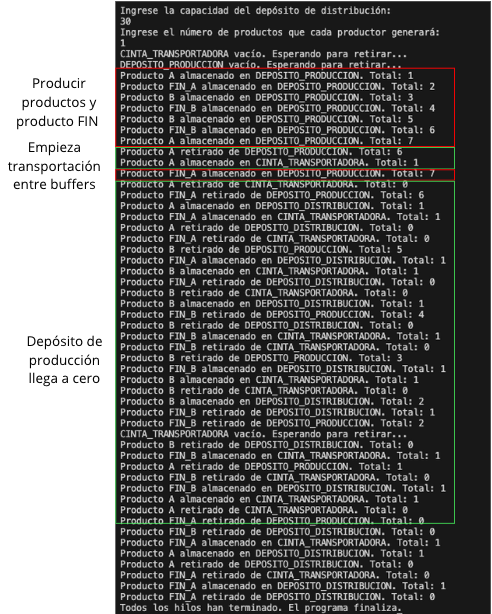 Ingrese la capacidad del depósito de distribución:
30
Ingrese el número de productos que cada productor generará:
1
CINTA_TRANSPORTADORA vacío. Esperando para retirar...
DEPOSITO_PRODUCCION vacío. Esperando para retirar...
Producir
productos y
producto FIN
Producto A almacenado en DEPOSITO_PRODUCCION. Total: 1
Producto FIN_A almacenado en DEPOSITO_PRODUCCION. Total: 2
Producto B almacenado en DEPOSITO_PRODUCCION. Total: 3
Producto FIN_B almacenado en DEPOSITO_PRODUCCION. Total: 4
Producto B almacenado en DEPOSITO_PRODUCCION. Total: 5
Producto FIN_B almacenado en DEPOSITO_PRODUCCION. Total: 6
Producto A almacenado en DEPOSITO_PRODUCCION. Total: 7
Empieza
transportación
entre buffers
Producto A retirado de DEPOSITO_PRODUCCION. Total: 6
Producto A almacenado en CINTA_TRANSPORTADORA. Total: 1
Producto FIN_A almacenado en DEPOSITO_PRODUCCION. Total: 7
Depósito de
producción
llega a cero
Producto A retirado de CINTA_TRANSPORTADORA. Total: 0
Producto FIN_A retirado de DEPOSITO_PRODUCCION. Total: 6
Producto A almacenado en DEPOSITO_DISTRIBUCION. Total: 1
Producto FIN_A almacenado en CINTA_TRANSPORTADORA. Total: 1
Producto A retirado de DEPOSITO_DISTRIBUCION. Total: 0
Producto FIN_A retirado de CINTA_TRANSPORTADORA. Total: 0
Producto B retirado de DEPOSITO_PRODUCCION. Total: 5
Producto FIN_A almacenado en DEPOSITO_DISTRIBUCION. Total: 1
Producto B almacenado en CINTA_TRANSPORTADORA. Total: 1
Producto FIN_A retirado de DEPOSITO_DISTRIBUCION. Total: 0
Producto B retirado de CINTA_TRANSPORTADORA. Total: 0
Producto B almacenado en DEPOSITO_DISTRIBUCION. Total: 1
Producto FIN_B retirado de DEPOSITO_PRODUCCION. Total: 4
Producto B retirado de DEPOSITO_DISTRIBUCION. Total: 0
Producto FIN_B almacenado en CINTA_TRANSPORTADORA. Total: 1
Producto FIN_B retirado de CINTA_TRANSPORTADORA. Total: 0
Producto B retirado de DEPOSITO_PRODUCCION. Total: 3
Producto FIN_B almacenado en DEPOSITO_DISTRIBUCION. Total: 1
Producto B almacenado en CINTA_TRANSPORTADORA. Total: 1
Producto B retirado de CINTA_TRANSPORTADORA. Total: 0
Producto B almacenado en DEPOSITO_DISTRIBUCION. Total: 2
Producto FIN_B retirado de DEPOSITO_DISTRIBUCION. Total: 1
Producto FIN_B retirado de DEPOSITO_PRODUCCION. Total: 2
CINTA_TRANSPORTADORA vacío. Esperando para retirar...
Producto B retirado de DEPOSITO_DISTRIBUCION. Total: 0
Producto FIN_B almacenado en CINTA_TRANSPORTADORA. Total: 1
Producto A retirado de DEPOSITO_PRODUCCION. Total: 1
Producto FIN_B retirado de CINTA_TRANSPORTADORA. Total: 0
Producto FIN_B almacenado en DEPOSITO_DISTRIBUCION. Total: 1
Producto A almacenado en CINTA_TRANSPORTADORA. Total: 1
Producto A retirado de CINTA_TRANSPORTADORA. Total: 0
Producto FIN_A retirado de DEPOSITO_PRODUCCION. Total: 0
Producto FIN_B retirado de DEPOSITO_DISTRIBUCION. Total: 0
Producto FIN_A almacenado en CINTA_TRANSPORTADORA. Total: 1
Producto A almacenado en DEPOSITO_DISTRIBUCION. Total: 1
Producto A retirado de DEPOSITO_DISTRIBUCION. Total: 0
Producto FIN_A retirado de CINTA_TRANSPORTADORA. Total: 0
Producto FIN_A almacenado en DEPOSITO_DISTRIBUCION. Total: 1
Producto FIN_A retirado de DEPOSITO_DISTRIBUCION. Total: 0
Todos los hilos han terminado. El programa finaliza.